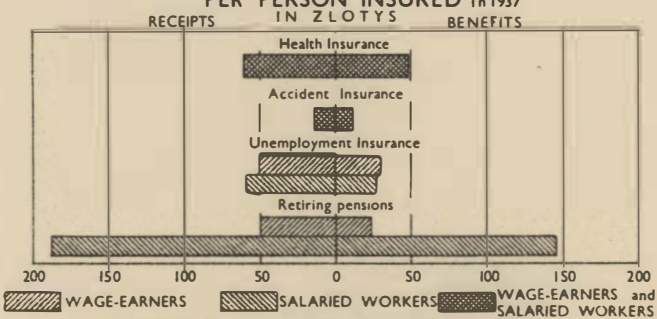 PER PERSON INSURED IN 1937
IN ZLOTYS
RECEIPTS BENEFITS
Health Insurance
Accident Insurance
Unemployment Insurance
Retiring pensions
200 150 100 50 0 50 100 150 200
WAGE-EARNERS SALARIED WORKERS WAGE-EARNERS and
SALARIED WORKERS